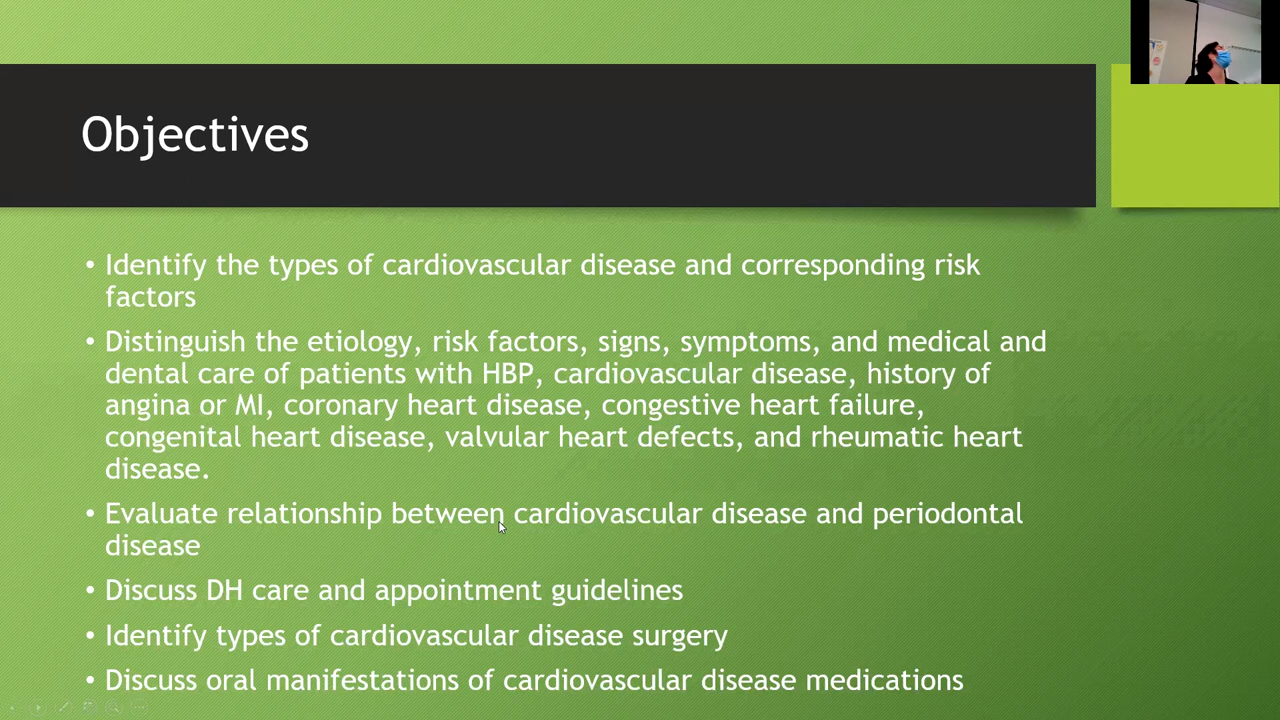 Objectives
• Identify the types of cardiovascular disease and corresponding risk
factors
• Distinguish the etiology, risk factors, signs, symptoms, and medical and
dental care of patients with HBP, cardiovascular disease, history of
angina or MI, coronary heart disease, congestive heart failure,
congenital heart disease, valvular heart defects, and rheumatic heart
disease.
• Evaluate relationship between cardiovascular disease and periodontal
disease
• Discuss DH care and appointment guidelines
• Identify types of cardiovascular disease surgery
• Discuss oral manifestations of cardiovascular disease medications